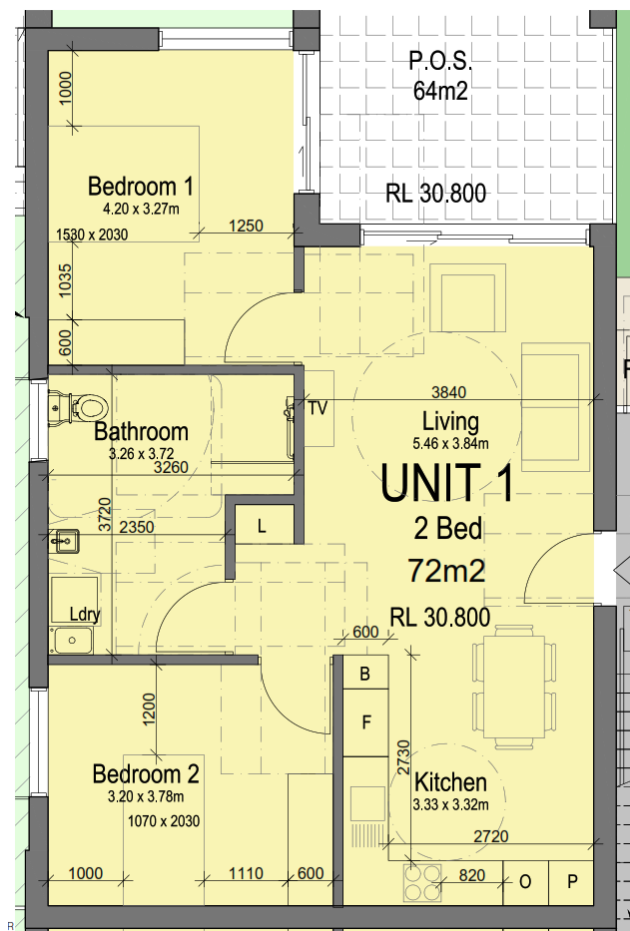 P.O.S.
64m2
RL 30.800
1000
Bedroom 1
4.20 x 3.27m
1530 x 2030
1250
1035
600
3840
TV
Living
5.46 x 3.84m
Bathroom
3.26 x 3.72
3260
3720
2350
L
UNIT 1
2 Bed
72m2
RL 30.800
Ldry
600
B
F
1200
2730
Bedroom 2
3.20 x 3.78m
1070 x 2030
Kitchen
3.33 x 3.32m
2720
1000
1110
600
820
O
P
R